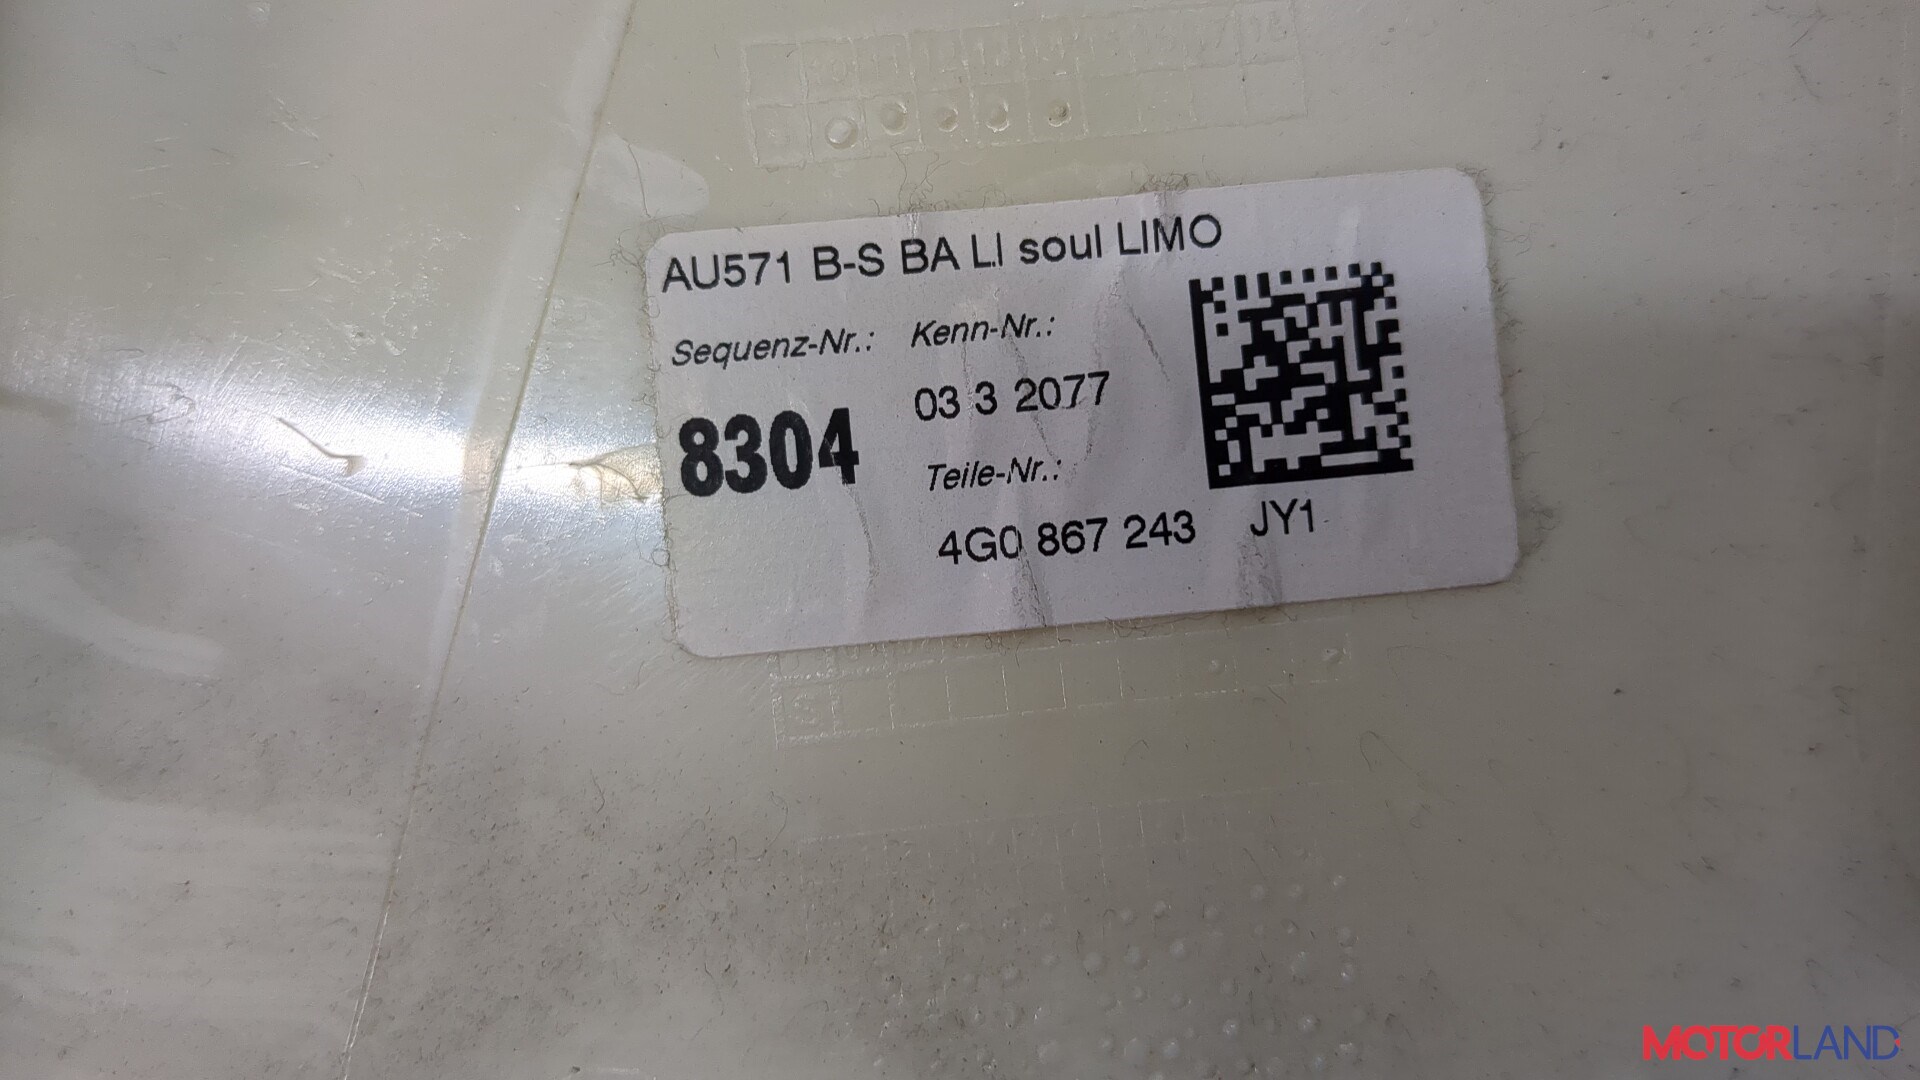 AU571 B-S BA LI soul LIMO
Sequenz-Nr.: Kenn-Nr.:
03 3 2077
8304
Teile-Nr.:
4G0 867 243 JY1
MOTORLAND